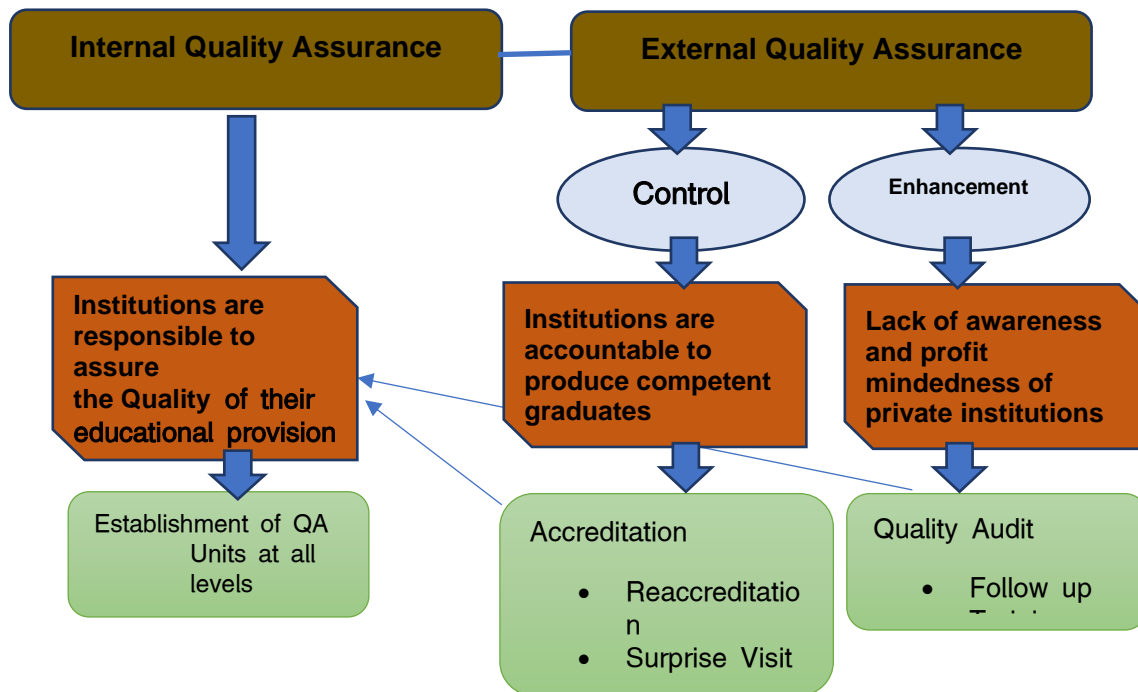 Internal Quality Assurance
External Quality Assurance
Control
Enhancement
Institutions are
responsible to
assure
the Quality of their
educational provision
Institutions are
accountable to
produce competent
graduates
Lack of awareness
and profit
mindedness of
private institutions
Establishment of QA
Units at all
levels
Accreditation
• Reaccreditatio
n
• Surprise Visit
Quality Audit
• Follow up